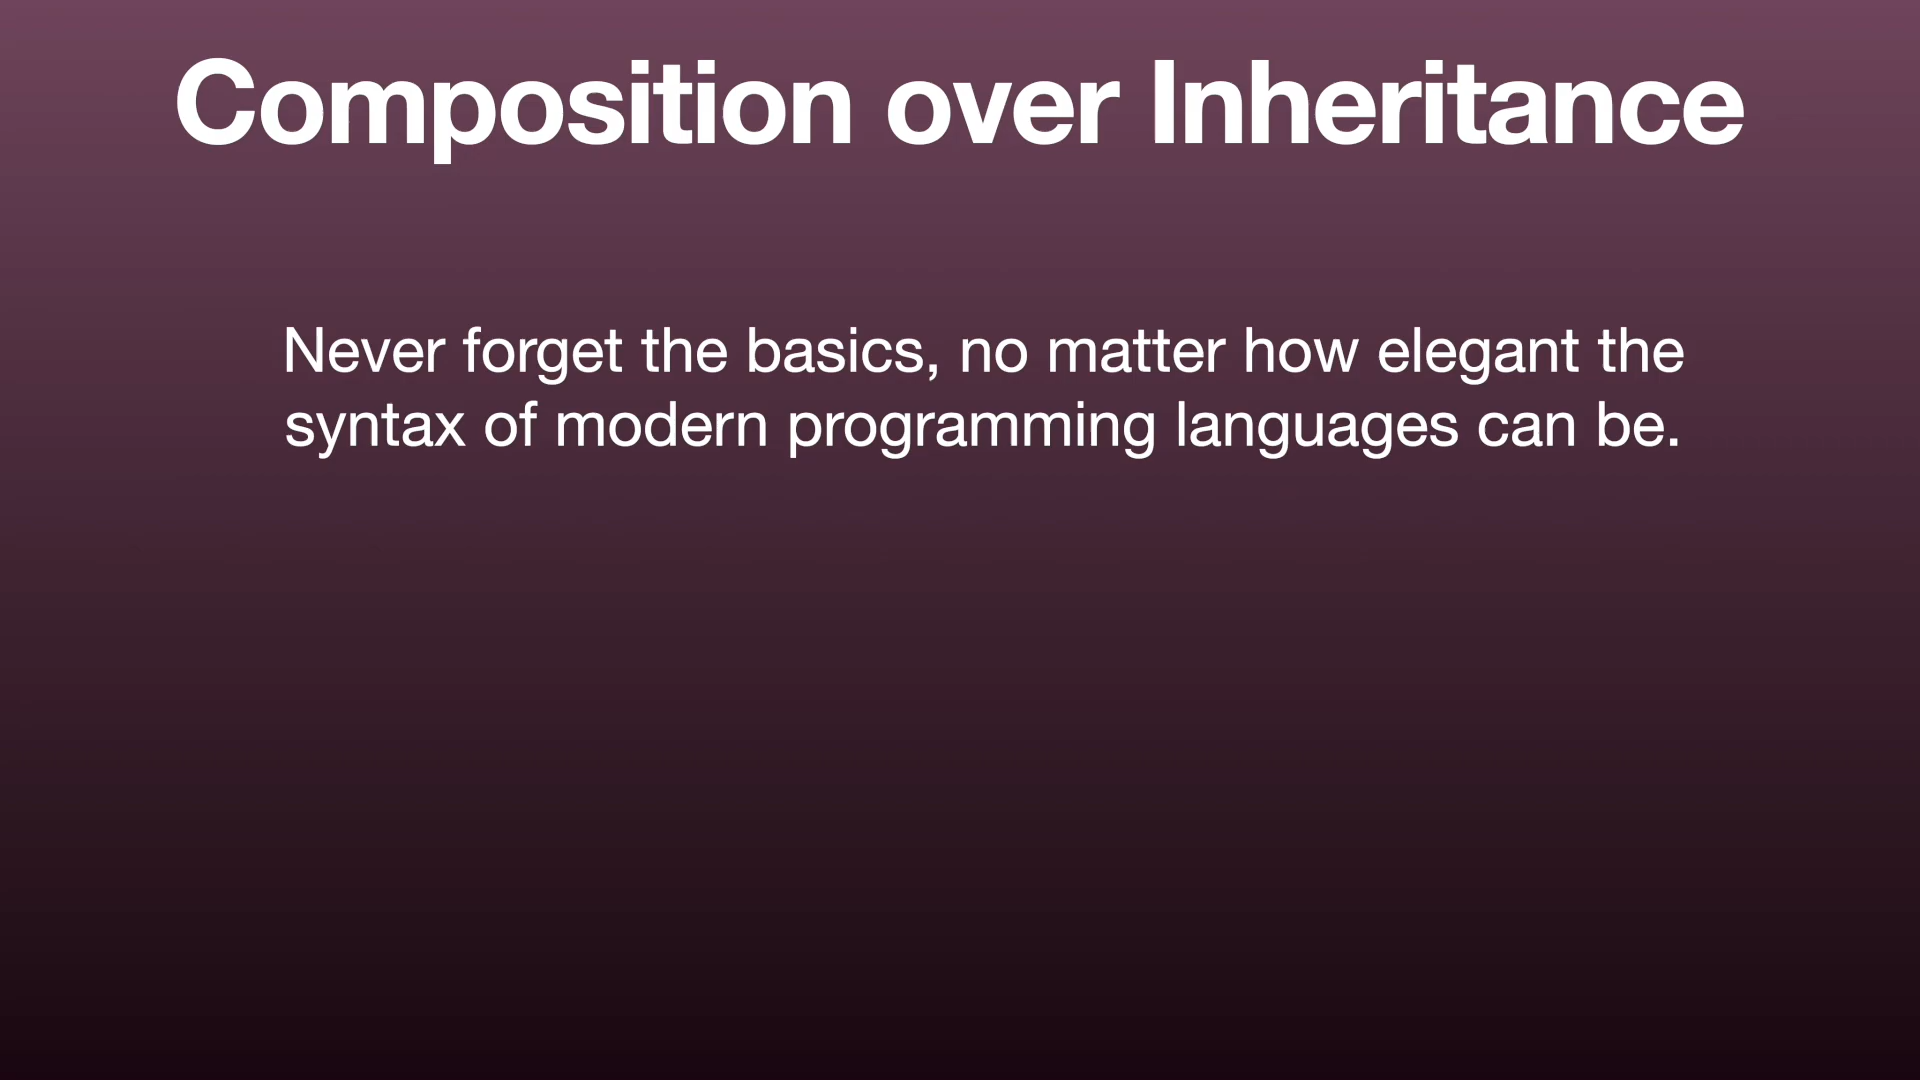 Composition over Inheritance
Never forget the basics, no matter how elegant the
syntax of modern programming languages can be.